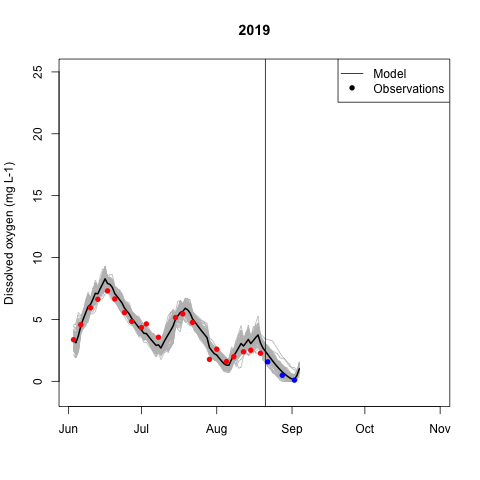 2019
Model
Observations
Dissolved oxygen (mg L-1)
25
20
15
10
5
0
Jun Jul Aug Sep Oct Nov